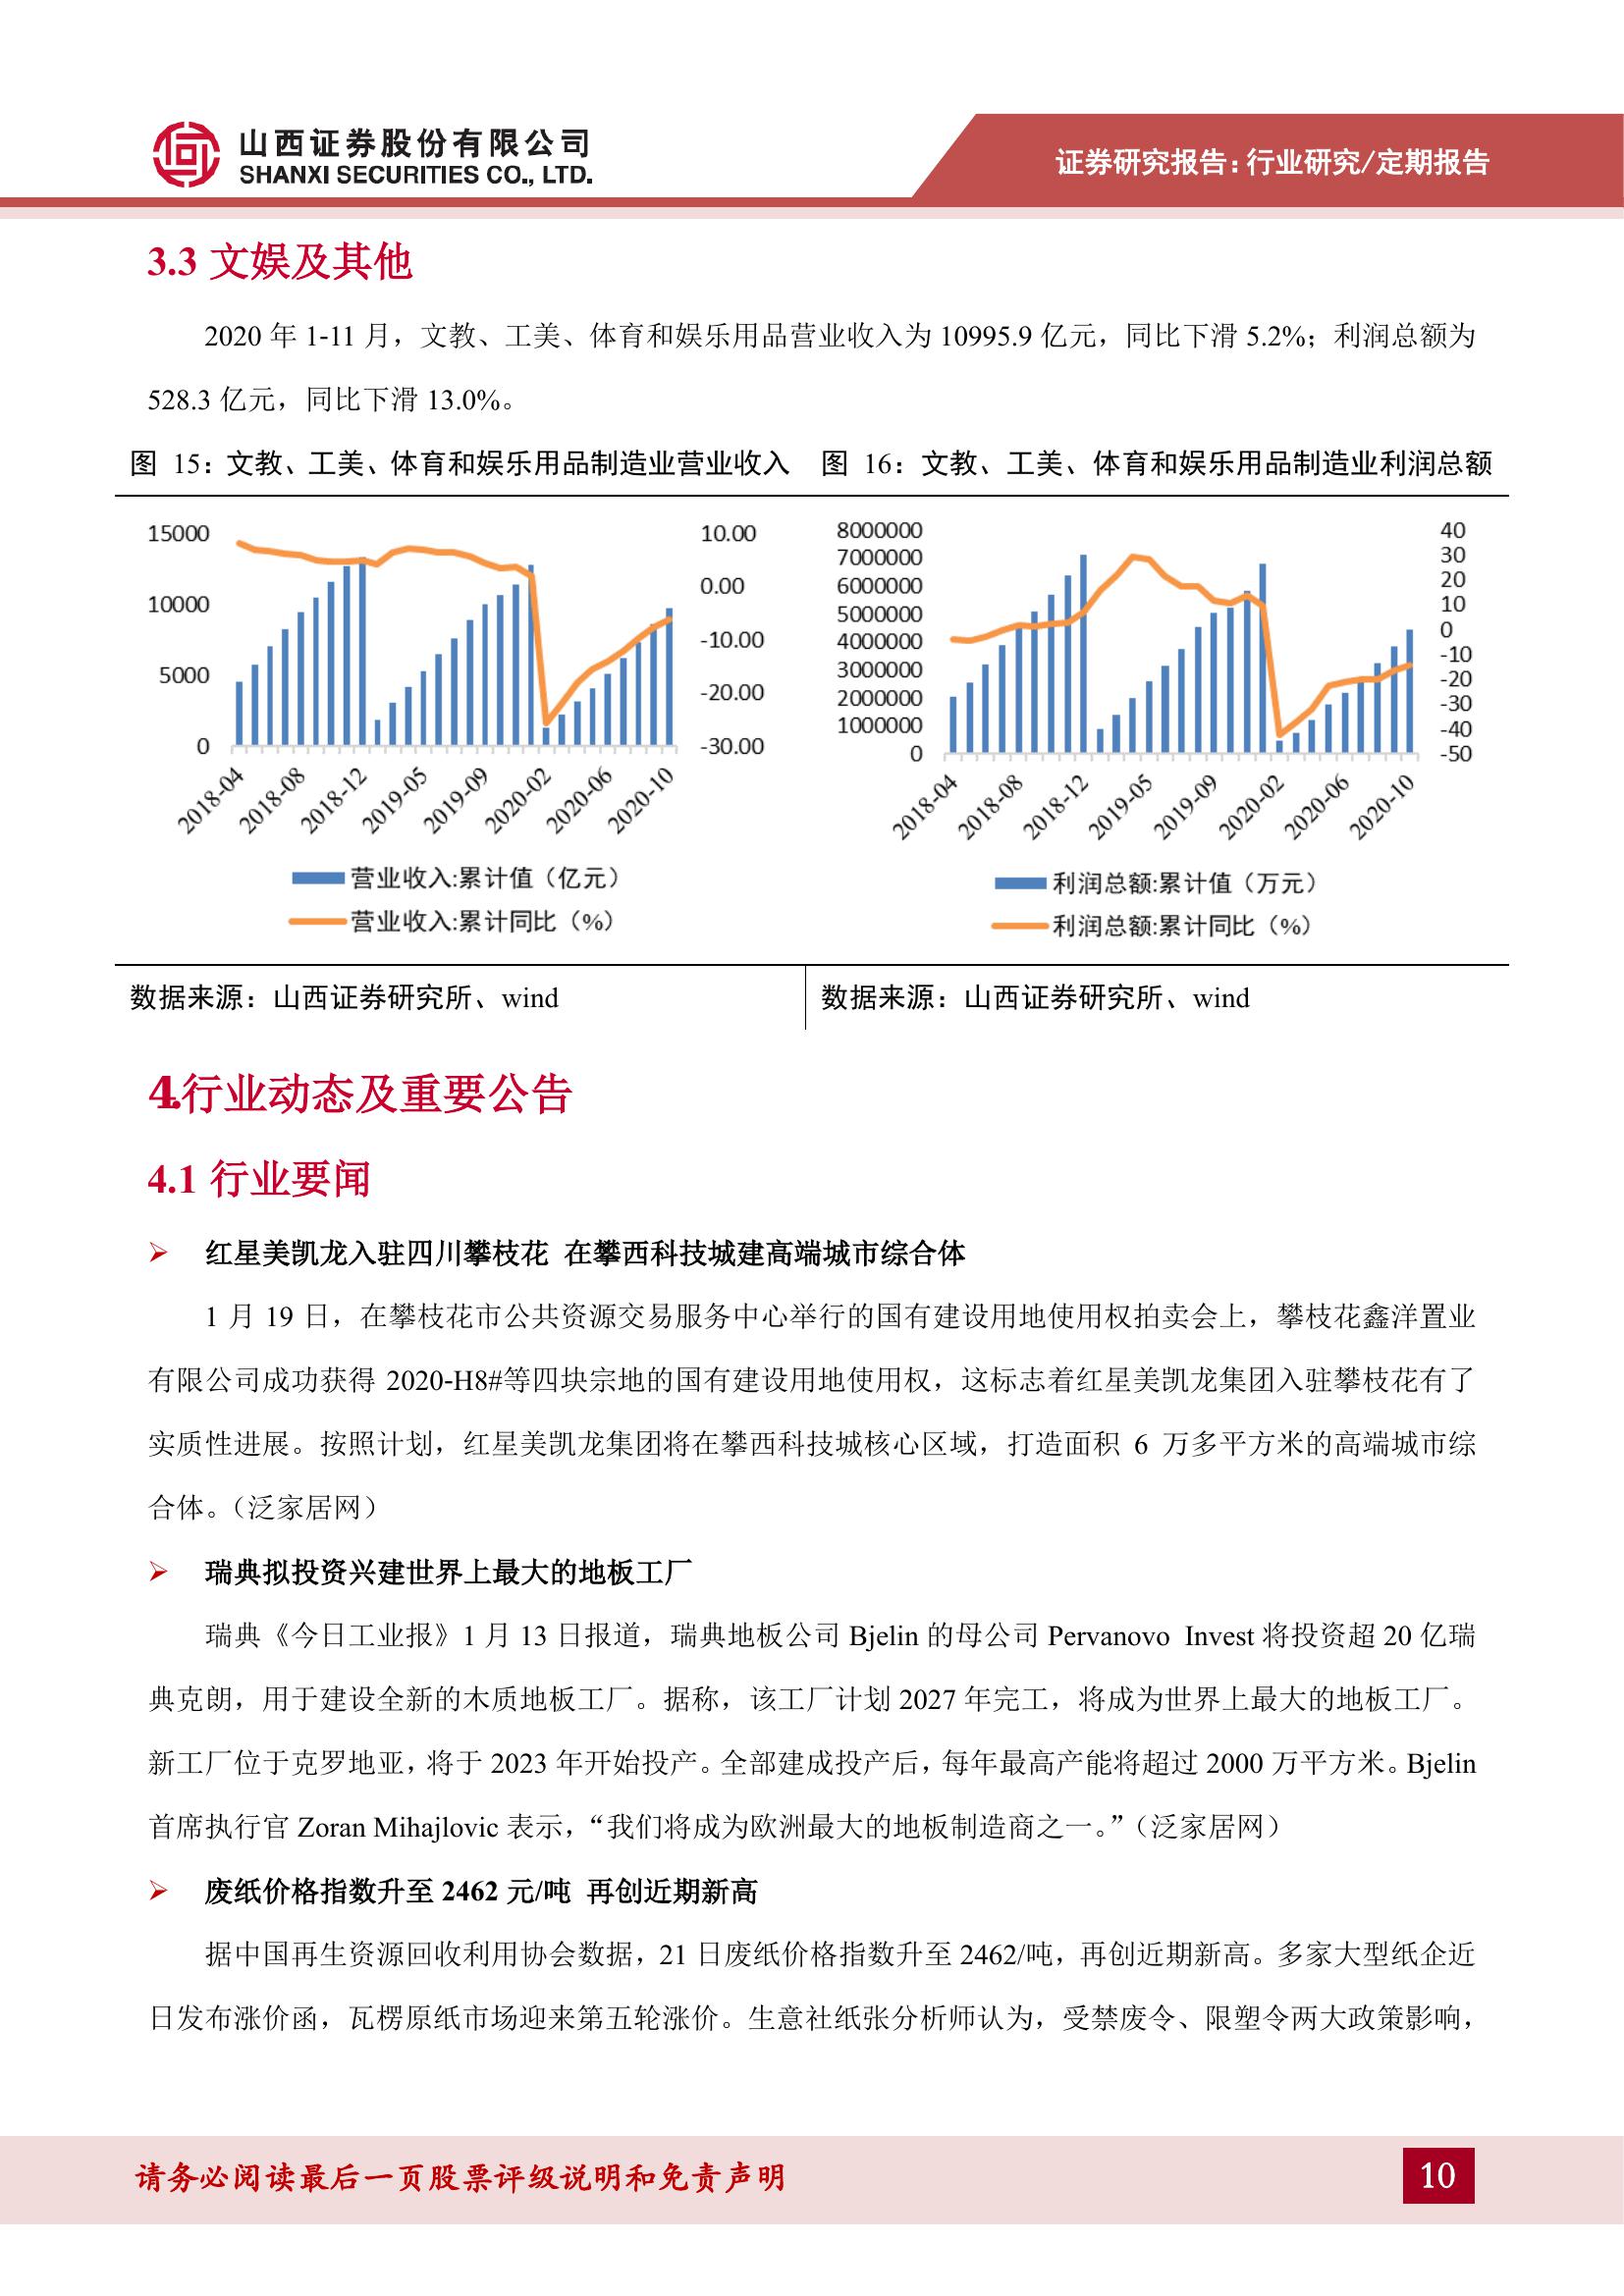 山西证券股份有限公司
SHANXI SECURITIES CO., LTD.
证券研究报告：行业研究/定期报告
3.3 文娱及其他
2020 年 1-11 月，文教、工美、体育和娱乐用品营业收入为 10995.9 亿元，同比下滑 5.2%；利润总额为
528.3 亿元，同比下滑 13.0%。
图 15：文教、工美、体育和娱乐用品制造业营业收入
15000
10000
5000
0
10.00
0.00
-10.00
-20.00
-30.00
2018-04
2018-08
2018-12
2019-05
2019-09
2020-02
2020-06
2020-10
营业收入:累计值（亿元）
营业收入:累计同比（%）
数据来源：山西证券研究所、wind
图 16：文教、工美、体育和娱乐用品制造业利润总额
8000000
7000000
6000000
5000000
4000000
3000000
2000000
1000000
0
40
30
20
10
0
-10
-20
-30
-40
-50
2018-04
2018-08
2018-12
2019-05
2019-09
2020-02
2020-06
2020-10
利润总额:累计值（万元）
利润总额:累计同比（%）
数据来源：山西证券研究所、wind
4.行业动态及重要公告
4.1 行业要闻
➢ 红星美凯龙入驻四川攀枝花 在攀西科技城建高端城市综合体
1 月 19 日，在攀枝花市公共资源交易服务中心举行的国有建设用地使用权拍卖会上，攀枝花鑫洋置业
有限公司成功获得 2020-H8#等四块宗地的国有建设用地使用权，这标志着红星美凯龙集团入驻攀枝花有了
实质性进展。按照计划，红星美凯龙集团将在攀西科技城核心区域，打造面积 6 万多平方米的高端城市综
合体。（泛家居网）
➢ 瑞典拟投资兴建世界上最大的地板工厂
瑞典《今日工业报》1 月 13 日报道，瑞典地板公司 Bjelin 的母公司 Pervanovo Invest 将投资超 20 亿瑞
典克朗，用于建设全新的木质地板工厂。据称，该工厂计划 2027 年完工，将成为世界上最大的地板工厂。
新工厂位于克罗地亚，将于 2023 年开始投产。全部建成投产后，每年最高产能将超过 2000 万平方米。Bjelin
首席执行官 Zoran Mihajlovic 表示，“我们将成为欧洲最大的地板制造商之一。”（泛家居网）
➢ 废纸价格指数升至 2462 元/吨 再创近期新高
据中国再生资源回收利用协会数据，21 日废纸价格指数升至 2462/吨，再创近期新高。多家大型纸企近
日发布涨价函，瓦楞原纸市场迎来第五轮涨价。生意社纸张分析师认为，受禁废令、限塑令两大政策影响，
请务必阅读最后一页股票评级说明和免责声明
10